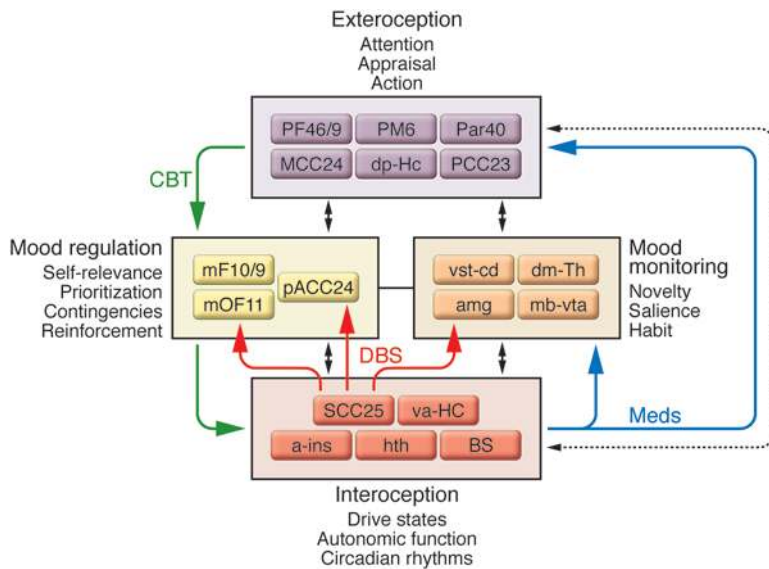 Exteroception
Attention
Appraisal
Action
PF46/9 PM6 Par40
MCC24 dp-Hc PCC23
CBT
Mood regulation
Self-relevance
Prioritization
Contingencies
Reinforcement
mF10/9
pACC24
mOF11
vst-cd dm-Th
amg mb-vta
Mood
monitoring
Novelty
Salience
Habit
DBS
SCC25 va-HC
a-ins hth BS
Meds
Interoception
Drive states
Autonomic function
Circadian rhythms